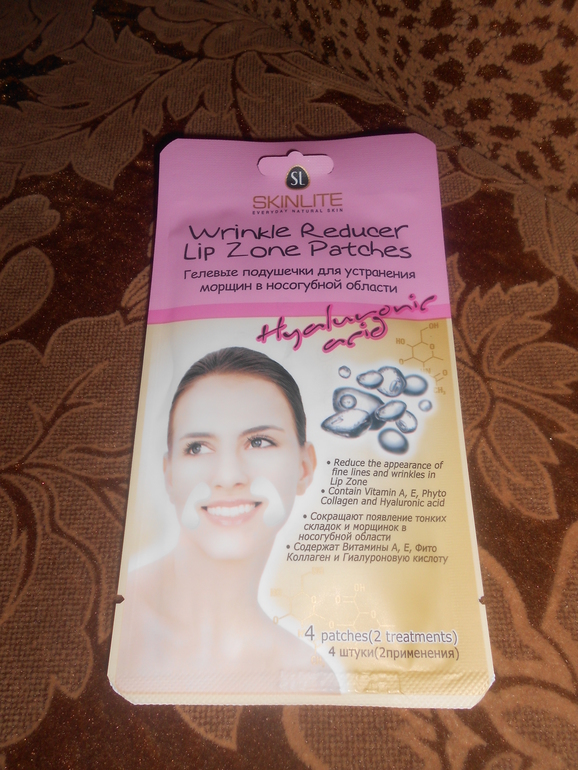 SL
SKINLITE
EVERYDAY NATURAL SKIN
Wrinkle Reducer
Lip Zone Patches
Гелевые подушечки для устранения
морщин в носогубной области
Hyaluronic
acid
• Reduce the appearance of
fine lines and wrinkles in
Lip Zone
• Contain Vitamin A, E, Phyto
Collagen and Hyaluronic acid
• Сокращают появление тонких
складок и морщинок в
носогубной области
• Содержат Витамины А, Е, Фито
Коллаген и Гиалуроновую кислоту
4 patches(2 treatments)
4 штуки(2применения)